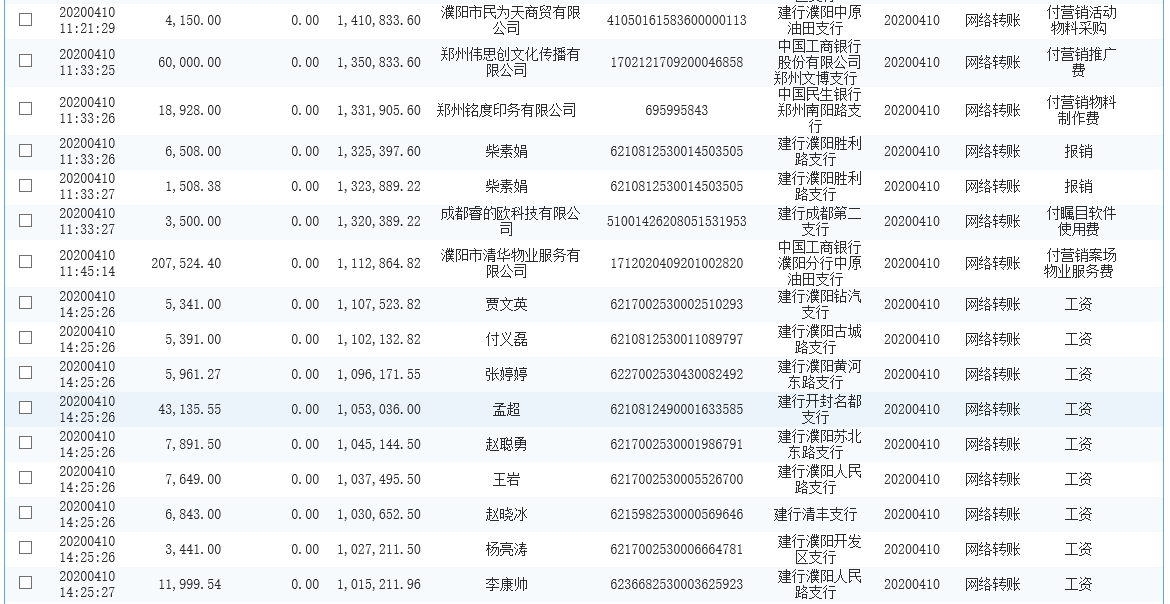 20200410 11:21:29 4,150.00 0.00 1,410,833.60 濮阳市民为天商贸有限公司 41050161583600000113 建行濮阳中原油田支行 20200410 网络转账 付营销活动物料采购
20200410 11:33:25 60,000.00 0.00 1,350,833.60 郑州伟思创文化传播有限公司 1702121709200046858 中国工商银行股份有限公司郑州文博支行 20200410 网络转账 付营销推广费
20200410 11:33:26 18,928.00 0.00 1,331,905.60 郑州铭度印务有限公司 695995843 中国民生银行郑州南阳路支行 20200410 网络转账 付营销物料制作费
20200410 11:33:26 6,508.00 0.00 1,325,397.60 柴素娟 6210812530014503505 建行濮阳胜利路支行 20200410 网络转账 报销
20200410 11:33:27 1,508.38 0.00 1,323,889.22 柴素娟 6210812530014503505 建行濮阳胜利路支行 20200410 网络转账 报销
20200410 11:33:27 3,500.00 0.00 1,320,389.22 成都睿的欧科技有限公司 51001426208051531953 建行成都第二支行 20200410 网络转账 付瞩目软件使用费
20200410 11:45:14 207,524.40 0.00 1,112,864.82 濮阳市清华物业服务有限公司 1712020409201002820 中国工商银行濮阳分行中原油田支行 20200410 网络转账 付营销案场物业服务费
20200410 14:25:26 5,341.00 0.00 1,107,523.82 贾文英 6217002530002510293 建行濮阳钻汽支行 20200410 网络转账 工资
20200410 14:25:26 5,391.00 0.00 1,102,132.82 付义磊 6210812530011089797 建行濮阳古城路支行 20200410 网络转账 工资
20200410 14:25:26 5,961.27 0.00 1,096,171.55 张婷婷 6227002530430082492 建行濮阳黄河东路支行 20200410 网络转账 工资
20200410 14:25:26 43,135.55 0.00 1,053,036.00 孟超 6210812490001633585 建行开封名都支行 20200410 网络转账 工资
20200410 14:25:26 7,891.50 0.00 1,045,144.50 赵聪勇 6217002530001986791 建行濮阳苏北东路支行 20200410 网络转账 工资
20200410 14:25:26 7,649.00 0.00 1,037,495.50 王岩 6217002530005526700 建行濮阳人民路支行 20200410 网络转账 工资
20200410 14:25:26 6,843.00 0.00 1,030,652.50 赵晓冰 6215982530000569646 建行清丰支行 20200410 网络转账 工资
20200410 14:25:26 3,441.00 0.00 1,027,211.50 杨亮涛 6217002530006664781 建行濮阳开发区支行 20200410 网络转账 工资
20200410 14:25:27 11,999.54 0.00 1,015,211.96 李康帅 6236682530003625923 建行濮阳人民路支行 20200410 网络转账 工资